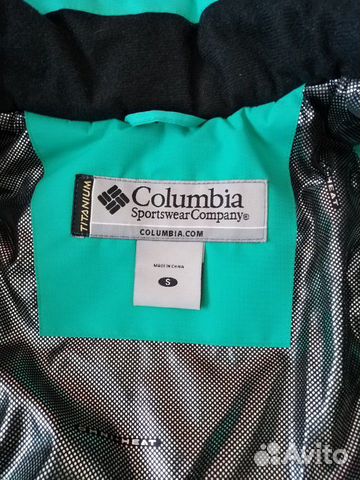 TITANIUM
Columbia
Sportswear Company®
COLUMBIA.COM
MADE IN CHINA
S
Avito